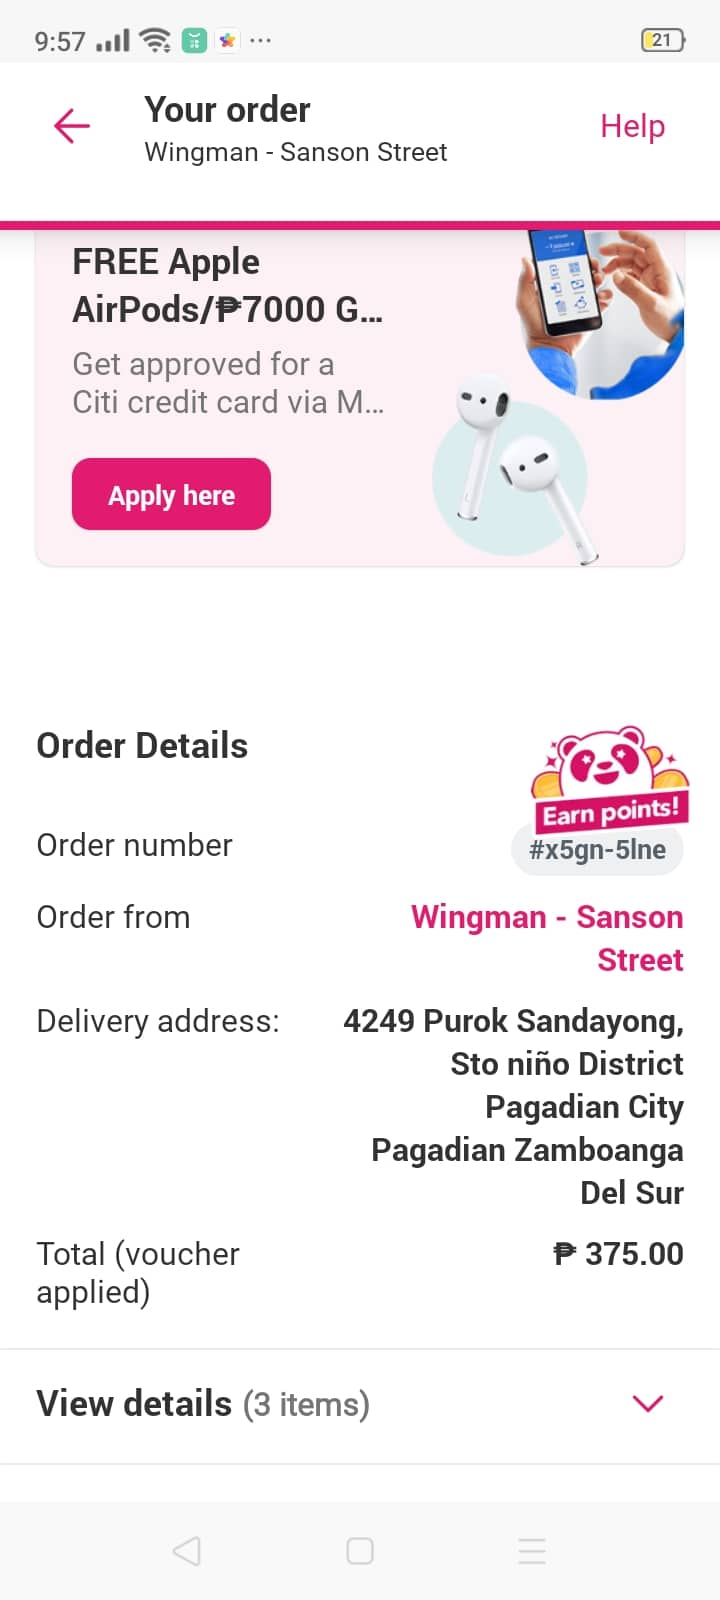 9:57
21
Your order
Wingman - Sanson Street
Help
FREE Apple
AirPods/₱7000 G...
Get approved for a
Citi credit card via M...
Apply here
Order Details
Earn points!
Order number
#x5gn-5lne
Order from
Wingman - Sanson
Street
Delivery address:
4249 Purok Sandayong,
Sto niño District
Pagadian City
Pagadian Zamboanga
Del Sur
Total (voucher
applied)
₱ 375.00
View details (3 items)